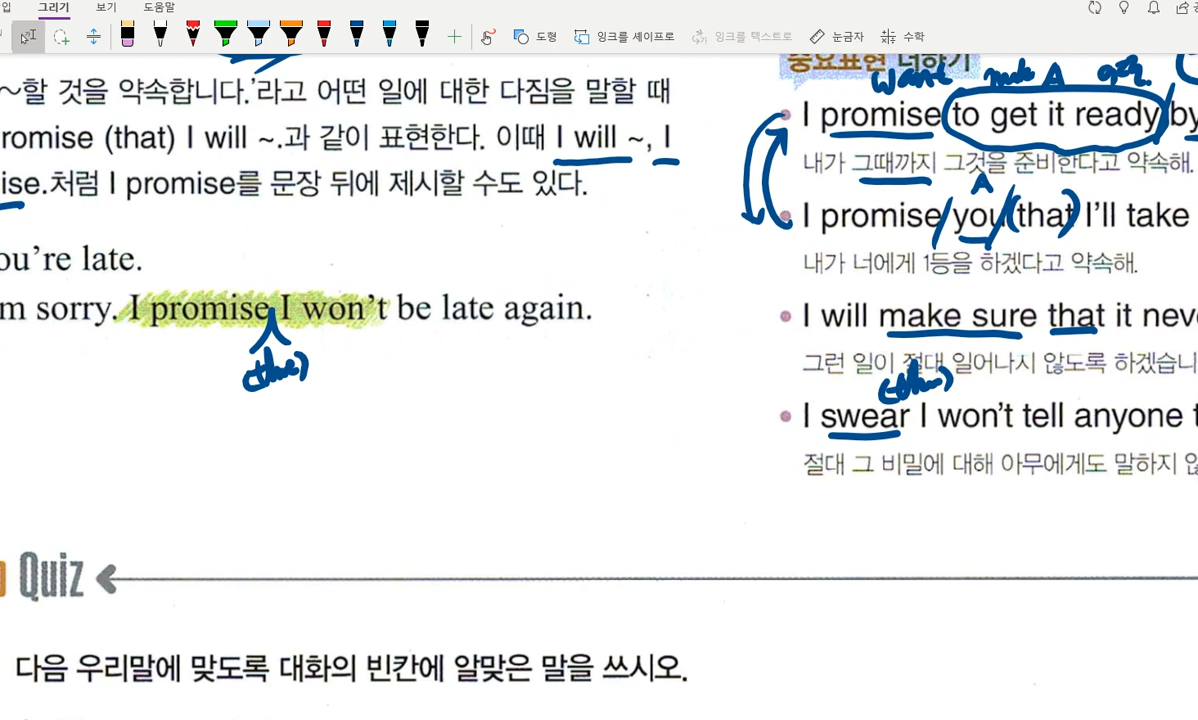 입 그리기 보기 도움말
도형 잉크를 셰이프로 잉크를 텍스트로 눈금자 수학
~할 것을 약속합니다.'라고 어떤 일에 대한 다짐을 말할 때
romise (that) I will ~.과 같이 표현한다. 이때 I will ~, I
ise.처럼 I promise를 문장 뒤에 제시할 수도 있다.
ou're late.
m sorry. I promise I won't be late again.
(that)
중요표현 더하기
want A
I promise to get it ready by
내가 그때까지 그것을 준비한다고 약속해.
A
I promise you (that) I'll take
내가 너에게 1등을 하겠다고 약속해.
I will make sure that it nev
그런 일이 절대 일어나지 않도록 하겠습니
(that)
I swear I won't tell anyone t
절대 그 비밀에 대해 아무에게도 말하지 않
Quiz
다음 우리말에 맞도록 대화의 빈칸에 알맞은 말을 쓰시오.